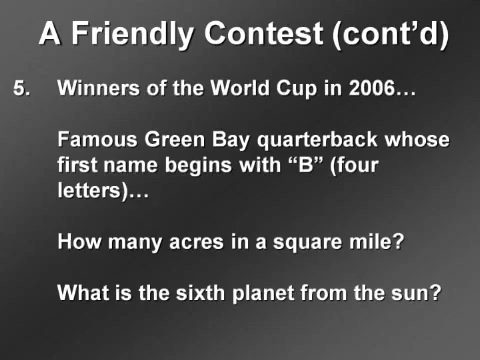 A Friendly Contest (cont’d)
5. Winners of the World Cup in 2006…
Famous Green Bay quarterback whose
first name begins with “B” (four
letters)…
How many acres in a square mile?
What is the sixth planet from the sun?